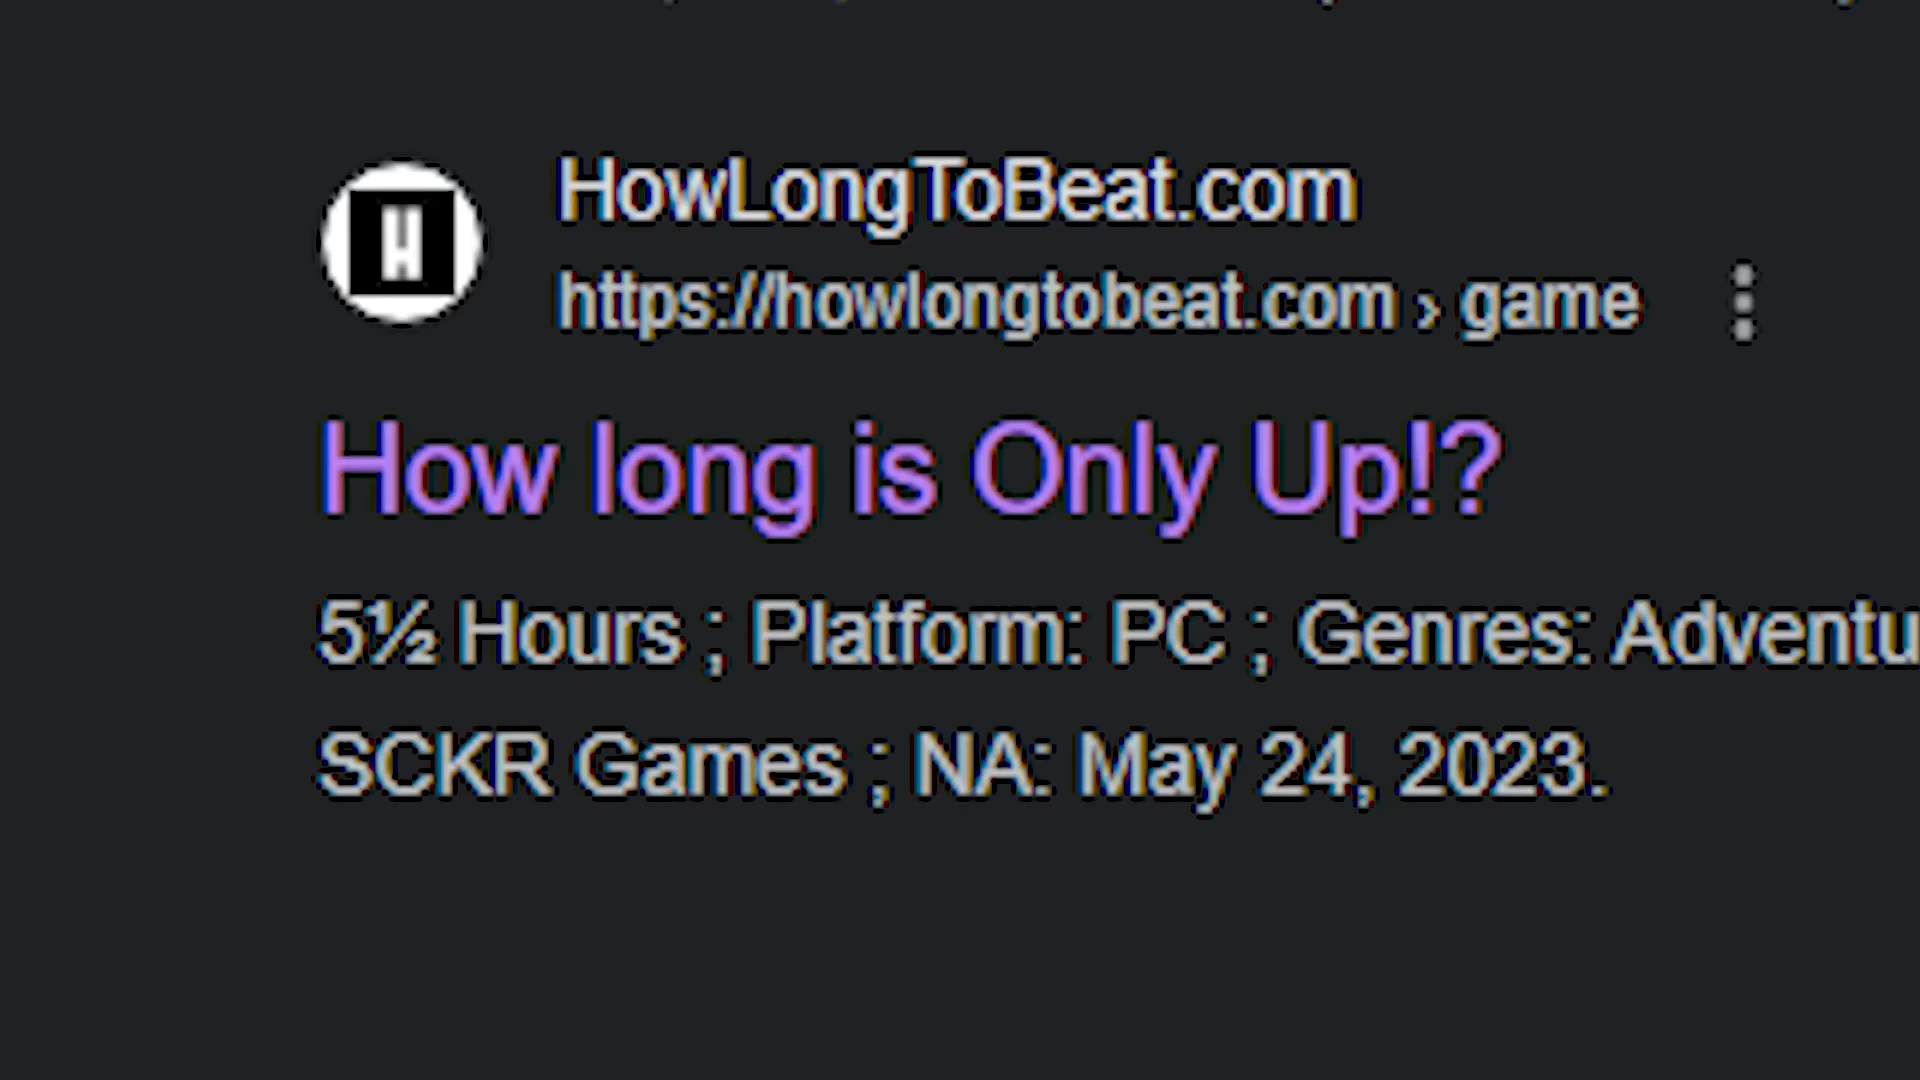 H
HowLongToBeat.com
https://howlongtobeat.com › game
How long is Only Up!?
5½ Hours ; Platform: PC ; Genres:
SCKR Games ; NA: May 24, 2023.